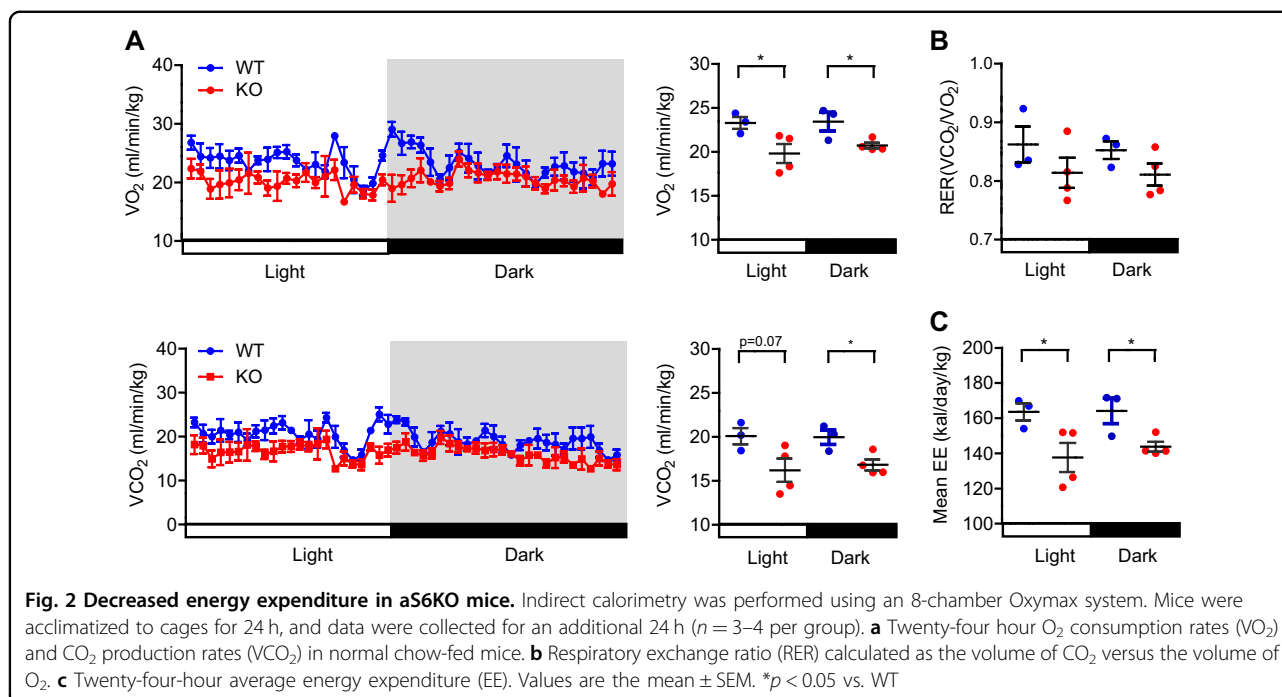 A
WT
KO
VO2 (ml/min/kg)
40
30
20
10
Light
Dark
VO2 (ml/min/kg)
30
25
20
15
10
*
*
Light
Dark
B
RER(VCO2/VO2)
1.0
0.9
0.8
0.7
Light
Dark
WT
KO
VCO2 (ml/min/kg)
40
30
20
10
0
Light
Dark
VCO2 (ml/min/kg)
30
25
20
15
10
p=0.07
*
Light
Dark
C
Mean EE (kal/day/kg)
200
180
160
140
120
100
*
*
Light
Dark
Fig. 2 Decreased energy expenditure in aS6KO mice. Indirect calorimetry was performed using an 8-chamber Oxymax system. Mice were
acclimatized to cages for 24 h, and data were collected for an additional 24 h (n = 3–4 per group). a Twenty-four hour O2 consumption rates (VO2)
and CO2 production rates (VCO2) in normal chow-fed mice. b Respiratory exchange ratio (RER) calculated as the volume of CO2 versus the volume of
O2. c Twenty-four-hour average energy expenditure (EE). Values are the mean ± SEM. *p < 0.05 vs. WT